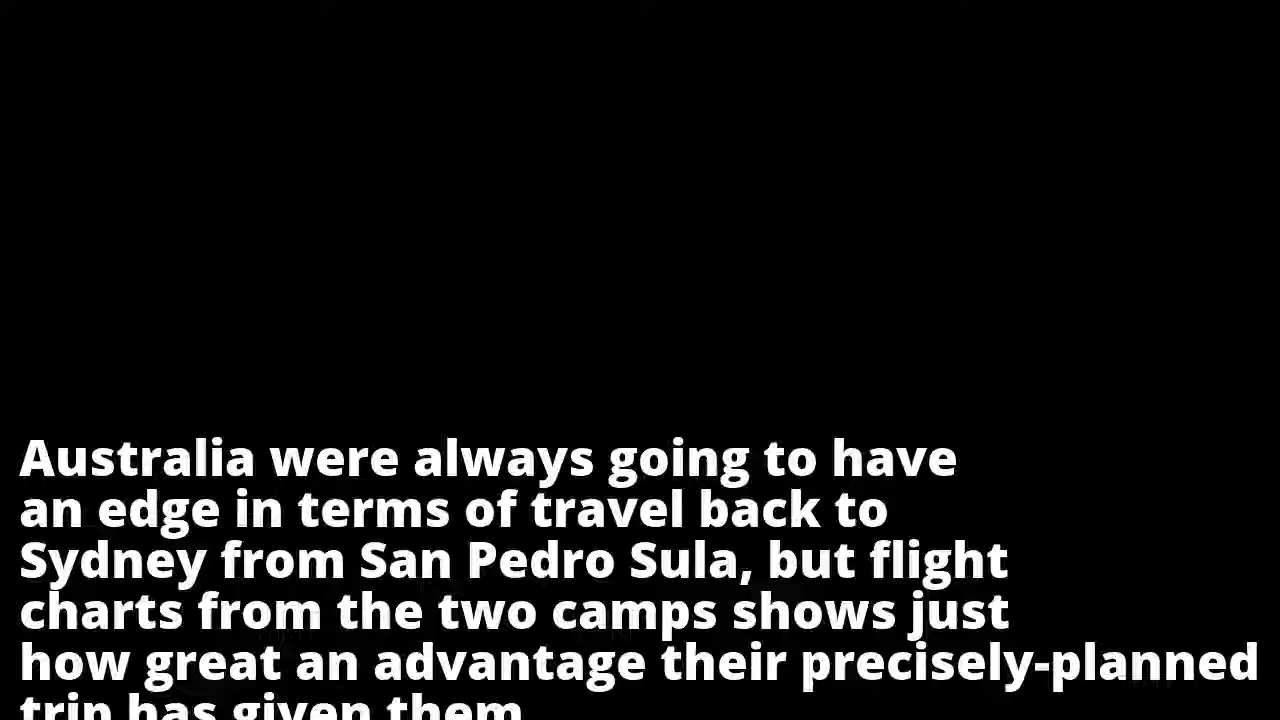 Australia were always going to have
an edge in terms of travel back to
Sydney from San Pedro Sula, but flight
charts from the two camps shows just
how great an advantage their precisely-planned
trip has given them